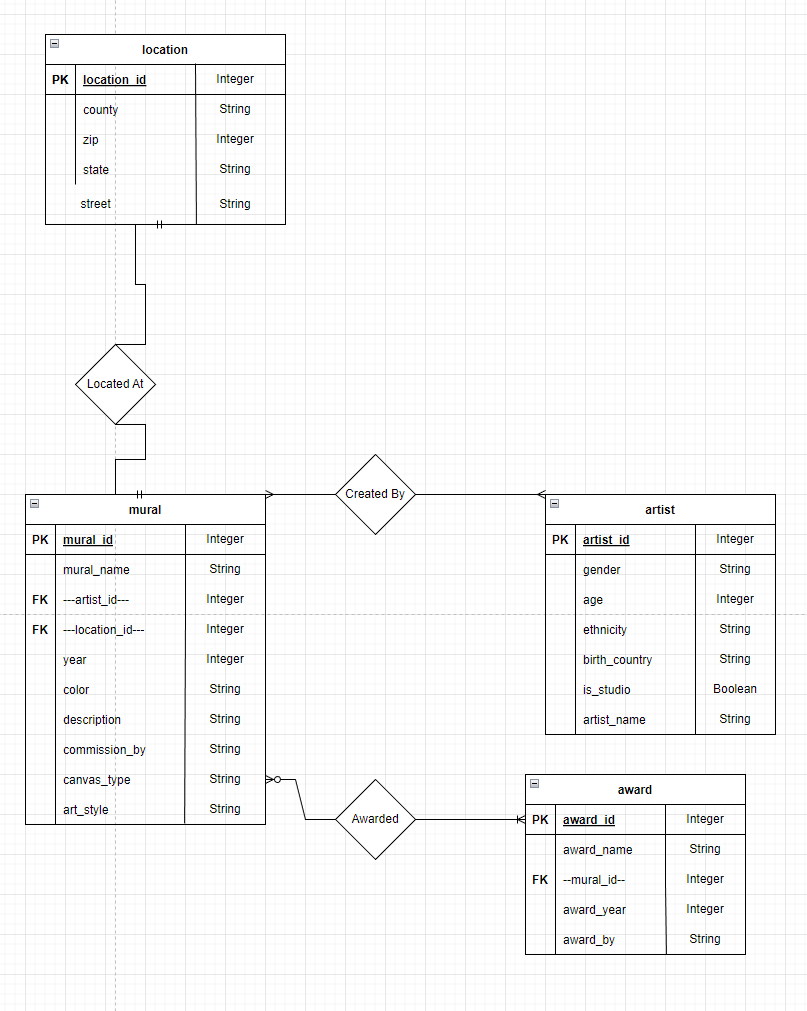 location
PK location_id Integer
county String
zip Integer
state String
street String
Located At
Created By
mural
PK mural_id Integer
mural_name String
FK ---artist_id--- Integer
FK ---location_id--- Integer
year Integer
color String
description String
commission_by String
canvas_type String
art_style String
artist
PK artist_id Integer
gender String
age Integer
ethnicity String
birth_country String
is_studio Boolean
artist_name String
Awarded
award
PK award_id Integer
award_name String
FK --mural_id-- Integer
award_year Integer
award_by String